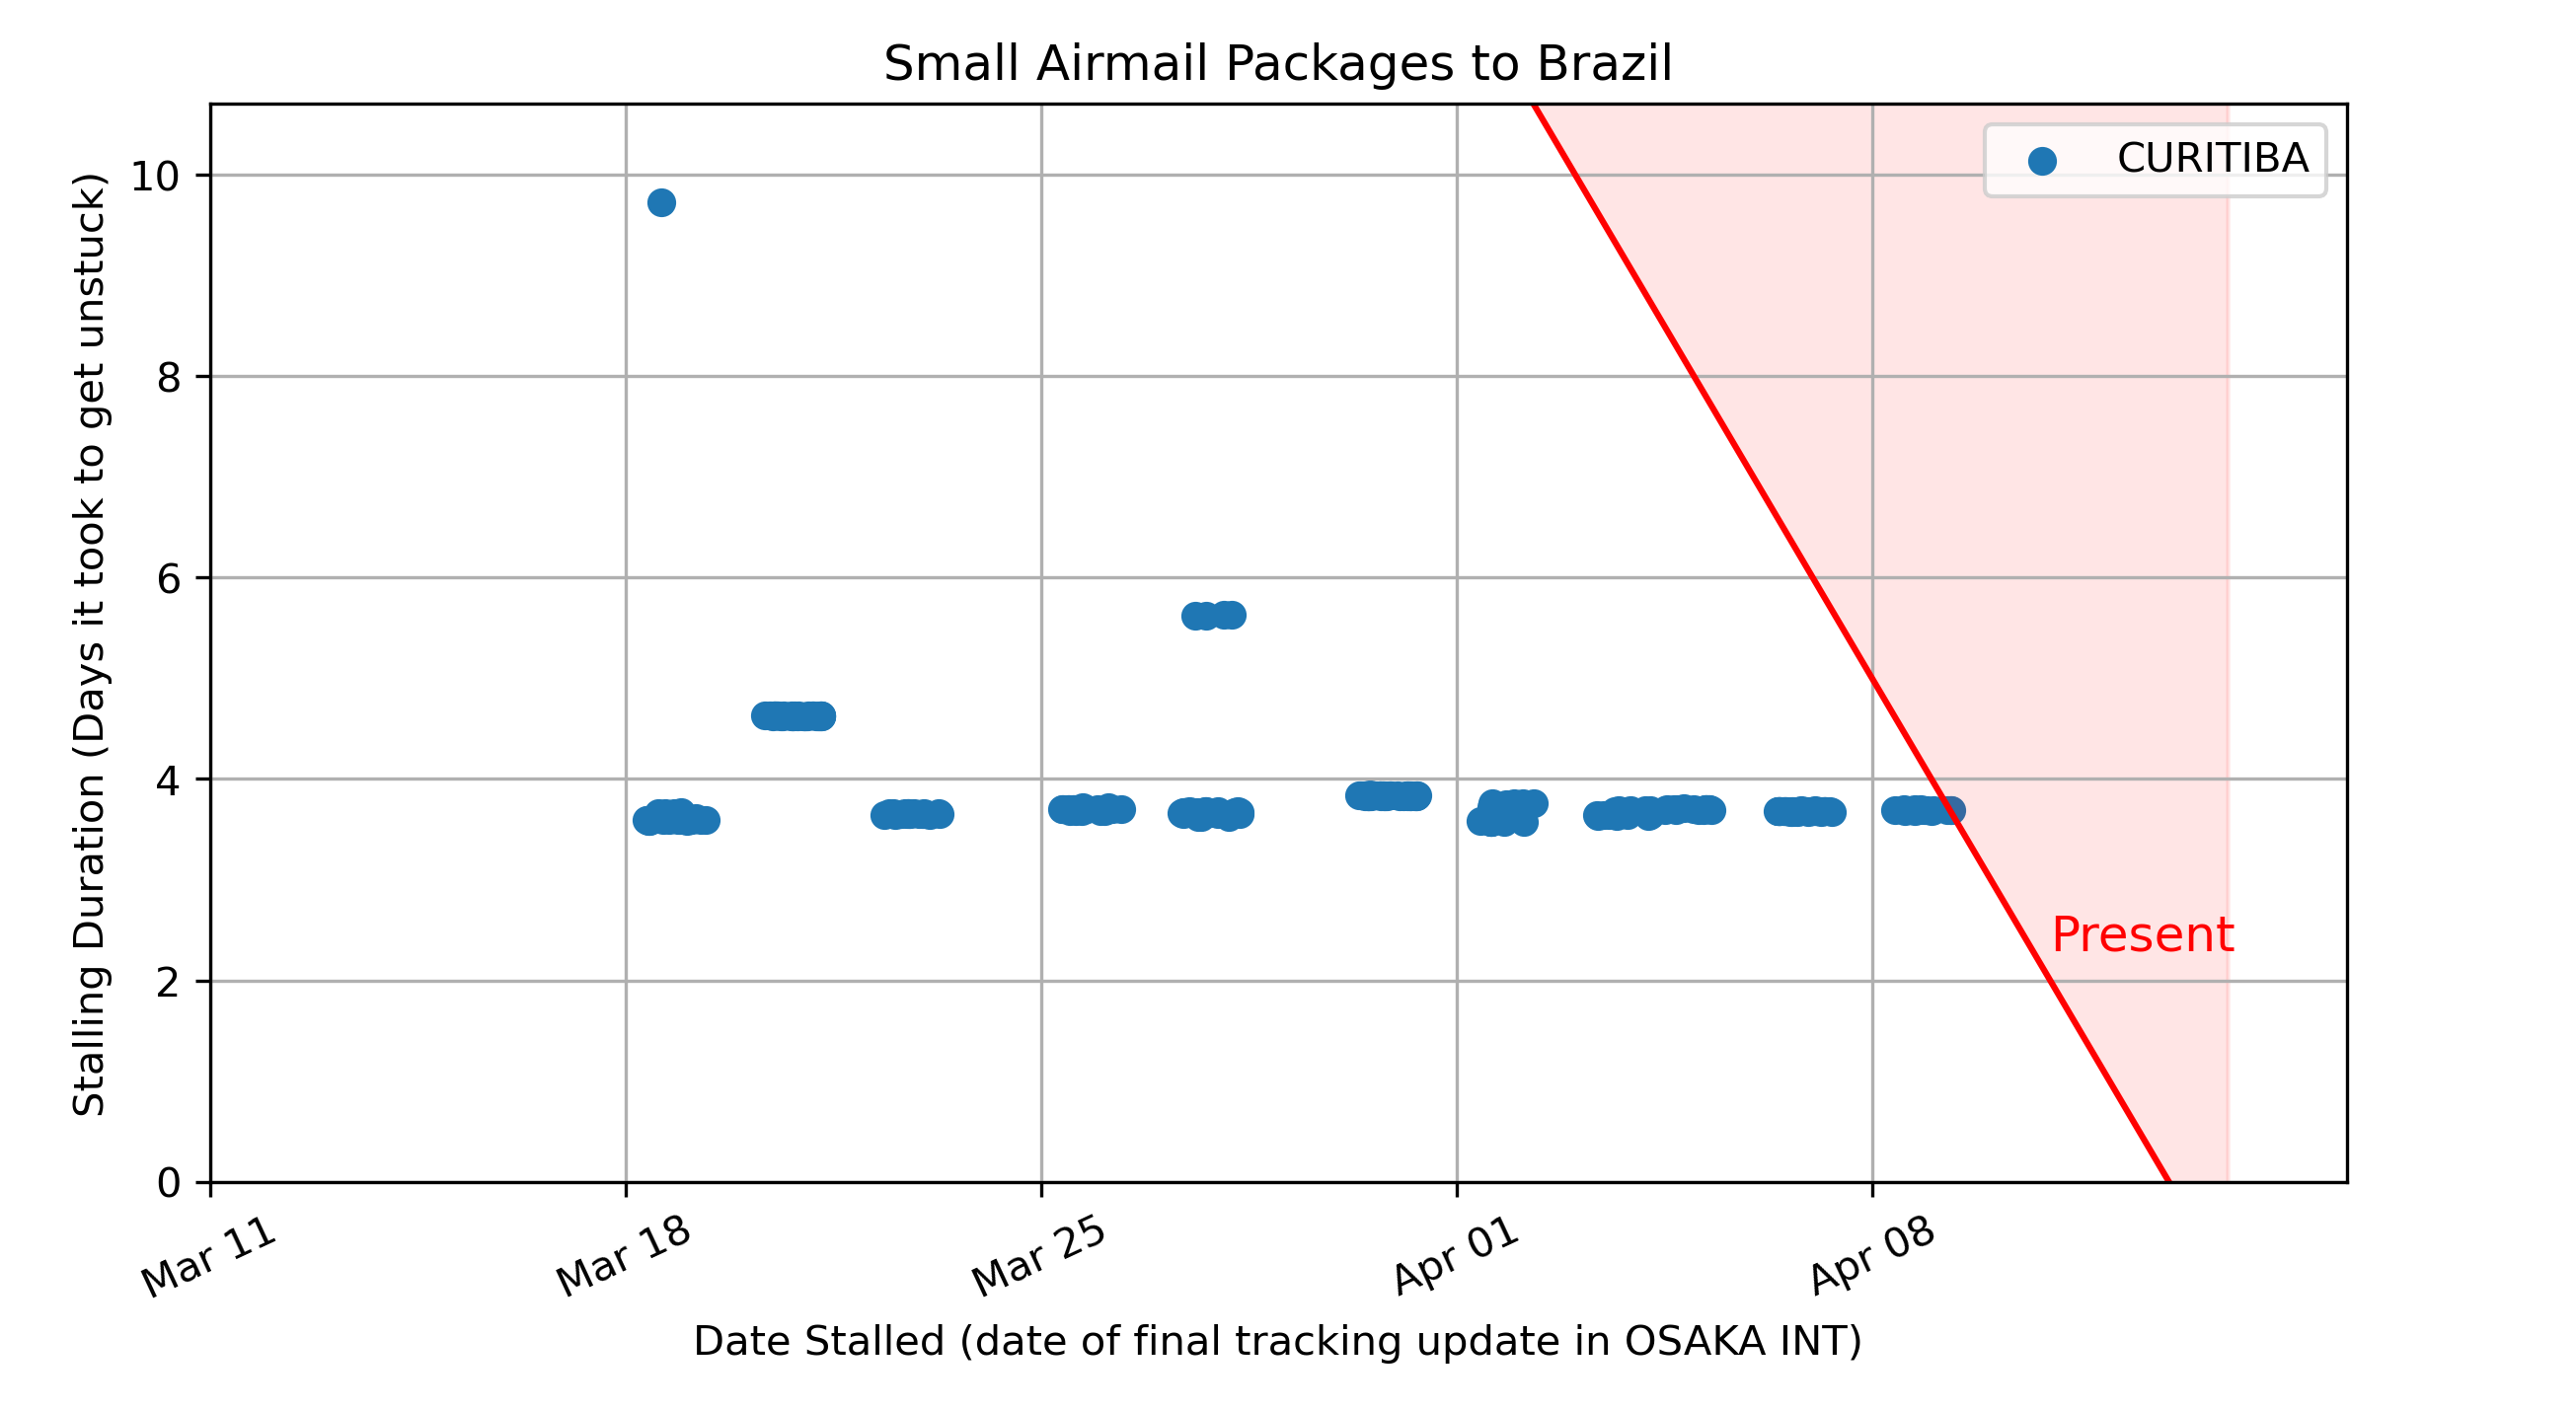 Small Airmail Packages to Brazil
CURITIBA
10
8
6
4
2
0
Stalling Duration (Days it took to get unstuck)
Present
Mar 11
Mar 18
Mar 25
Apr 01
Apr 08
Date Stalled (date of final tracking update in OSAKA INT)